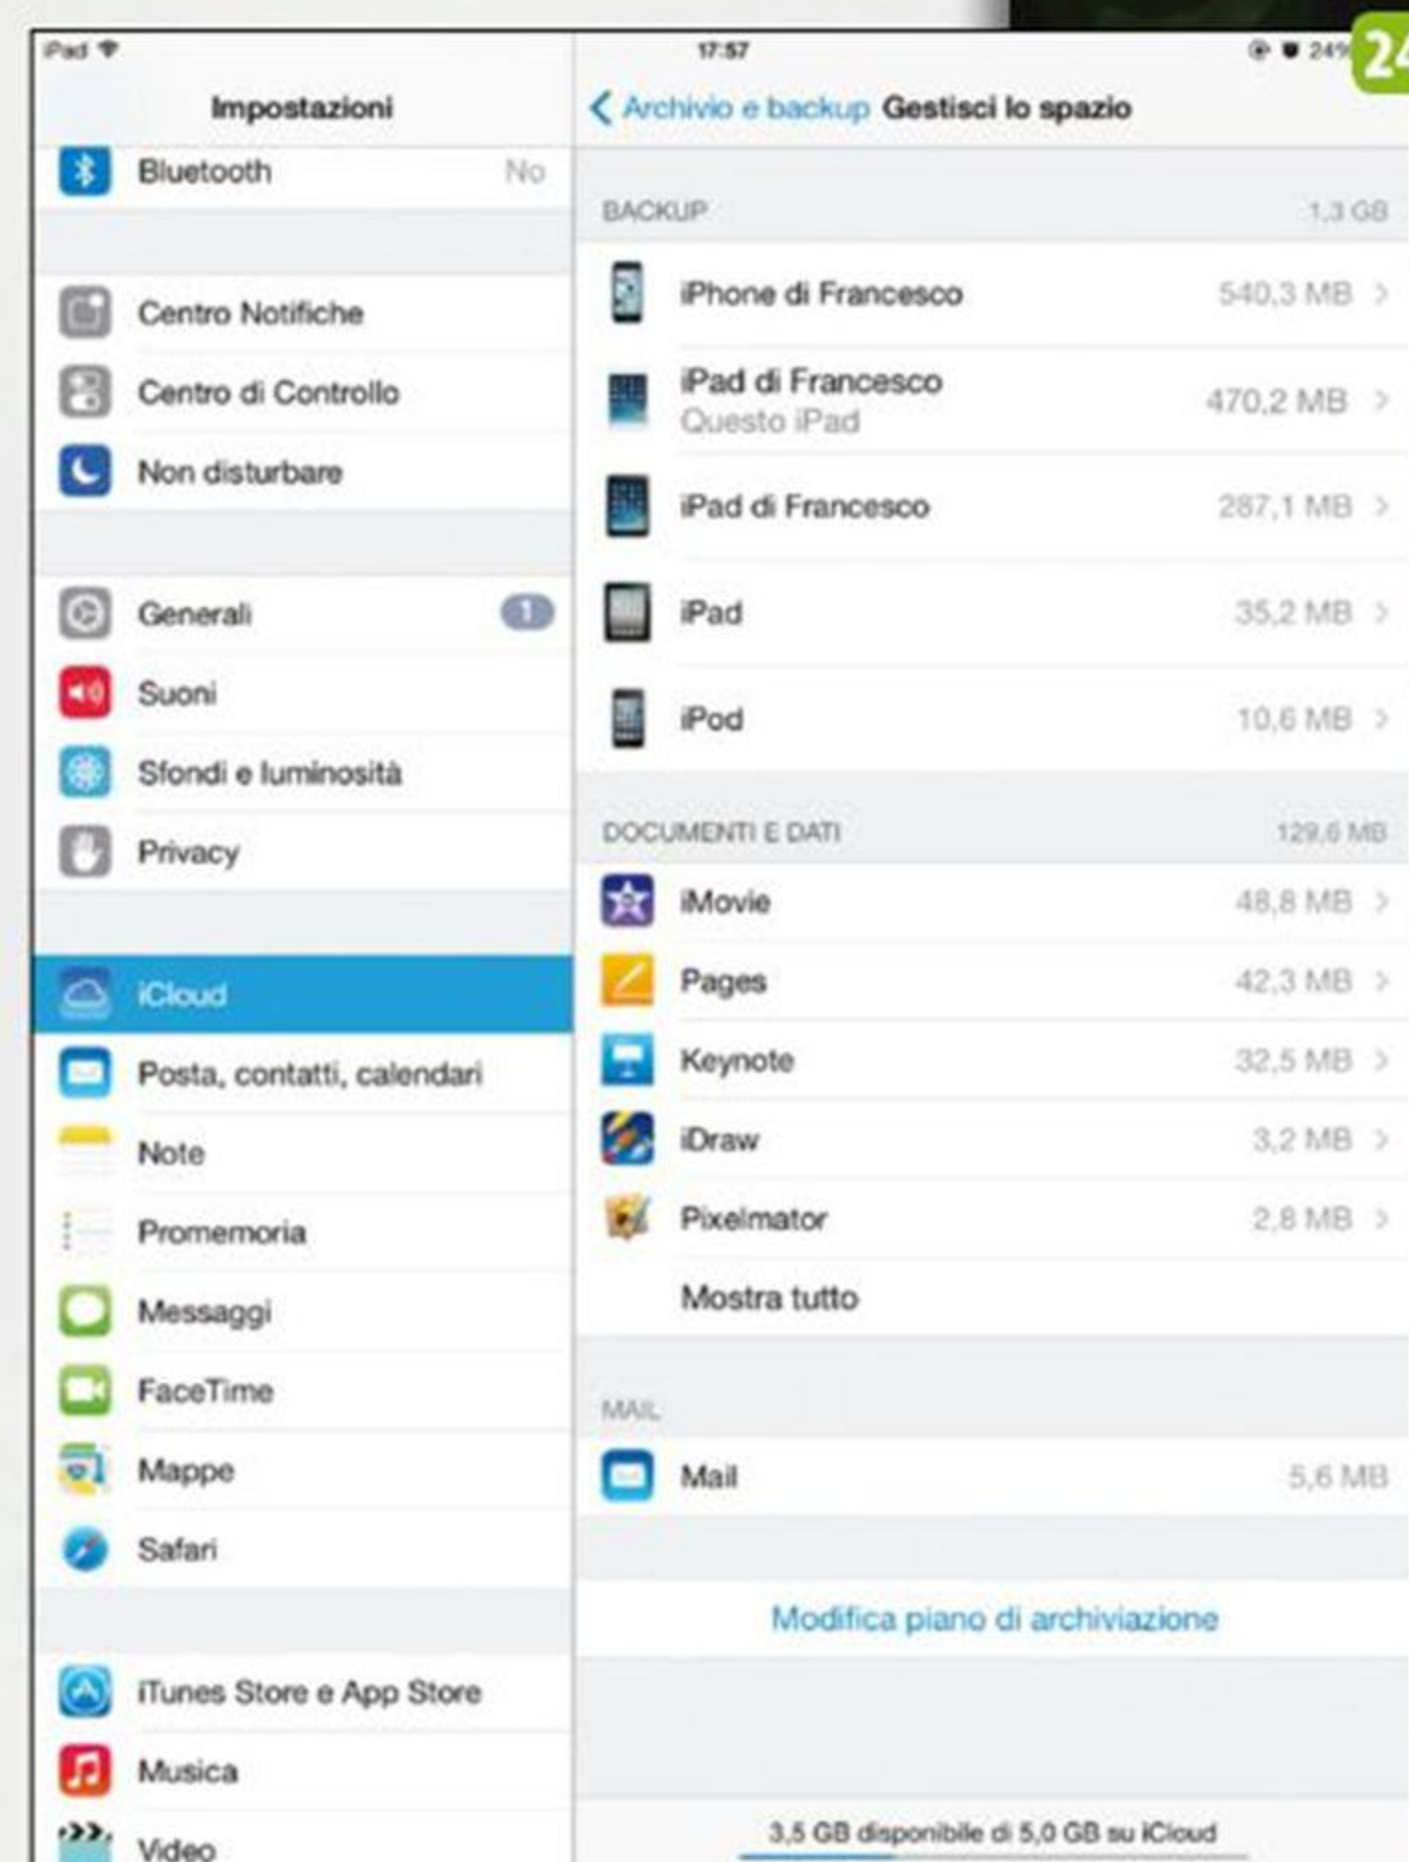 iPad
17:57
24%
24
Impostazioni
Bluetooth No
Centro Notifiche
Centro di Controllo
Non disturbare
Generali 1
Suoni
Sfondi e luminosità
Privacy
iCloud
Posta, contatti, calendari
Note
Promemoria
Messaggi
FaceTime
Mappe
Safari
iTunes Store e App Store
Musica
Video
Archivio e backup Gestisci lo spazio
BACKUP 1,3 GB
iPhone di Francesco 540,3 MB
iPad di Francesco 470,2 MB
Questo iPad
iPad di Francesco 287,1 MB
iPad 35,2 MB
iPod 10,6 MB
DOCUMENTI E DATI 129,6 MB
iMovie 48,8 MB
Pages 42,3 MB
Keynote 32,5 MB
iDraw 3,2 MB
Pixelmator 2,8 MB
Mostra tutto
MAIL
Mail 5,6 MB
Modifica piano di archiviazione
3,5 GB disponibile di 5,0 GB su iCloud